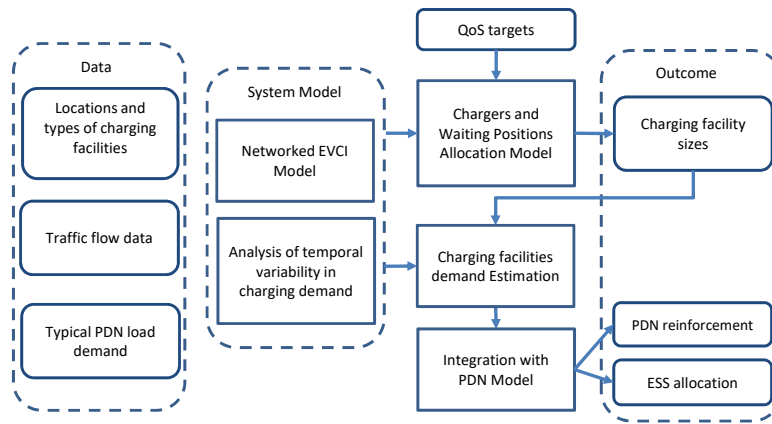 QoS targets
Data
Locations and
types of charging
facilities
Traffic flow data
Typical PDN load
demand
System Model
Networked EVCI
Model
Analysis of temporal
variability in
charging demand
Chargers and
Waiting Positions
Allocation Model
Charging facilities
demand Estimation
Integration with
PDN Model
Outcome
Charging facility
sizes
PDN reinforcement
ESS allocation